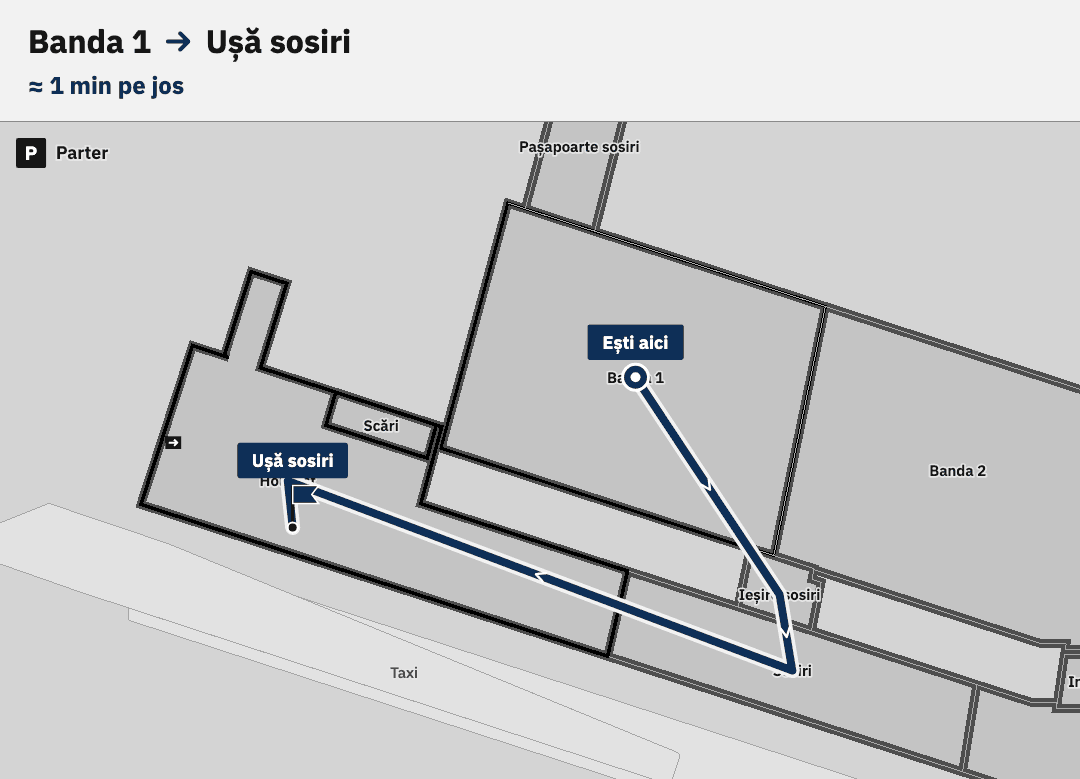 Banda 1 → Ușă sosiri
≈ 1 min pe jos
P Parter
Pașapoarte sosiri
Ești aici
Scări
Ușă sosiri
Banda 2
sosiri
Taxi